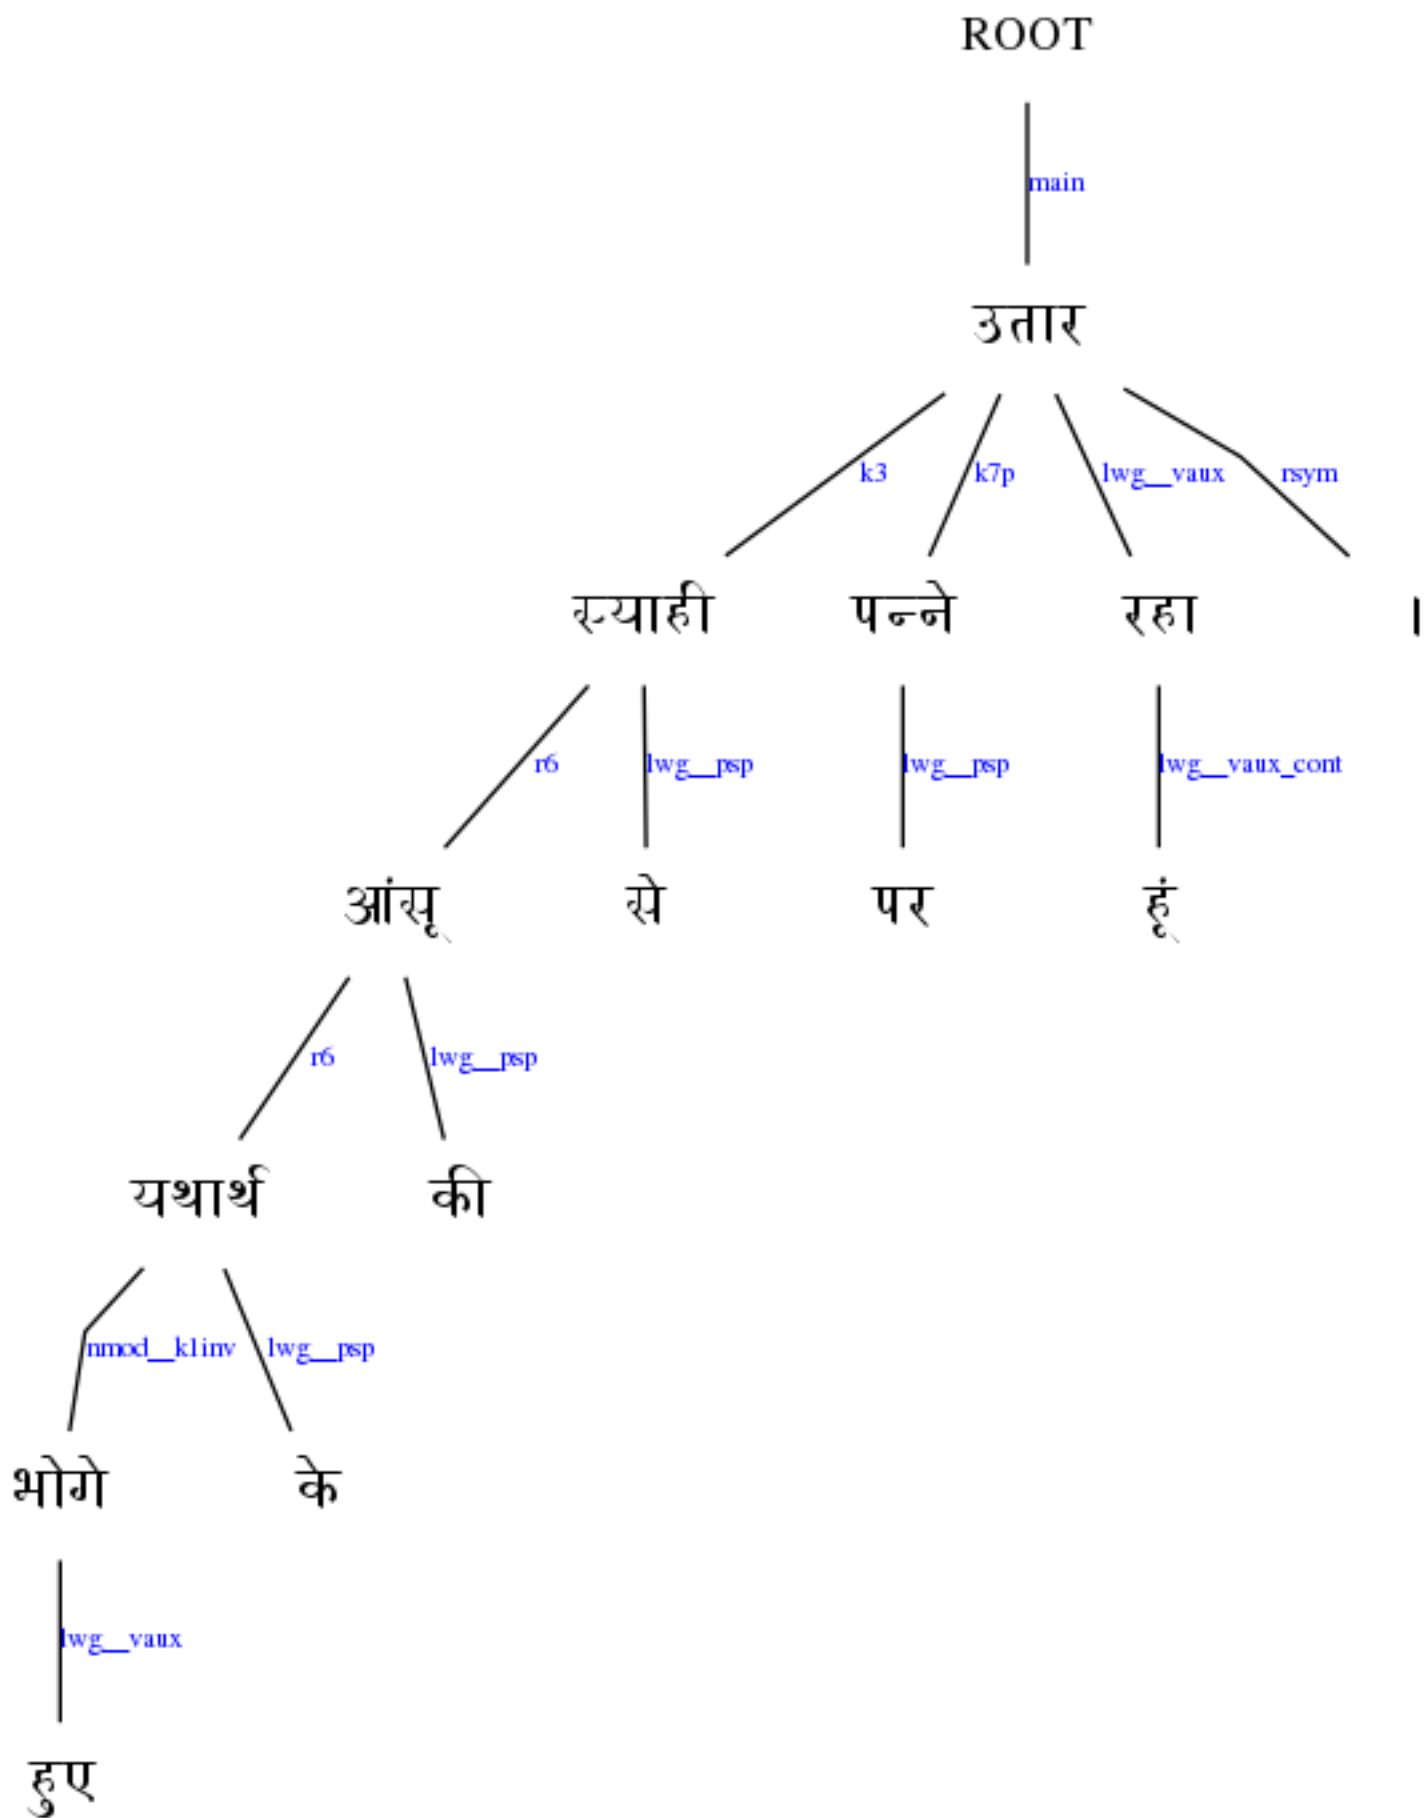 ROOT
main
उतार
k3 k7p lwg__vaux rsym
स्याही पन्ने रहा ।
r6 lwg__psp lwg__psp lwg__vaux_cont
आंसू से पर हूं
r6 lwg__psp
यथार्थ की
nmod__k1inv lwg__psp
भोगे के
lwg__vaux
हुए